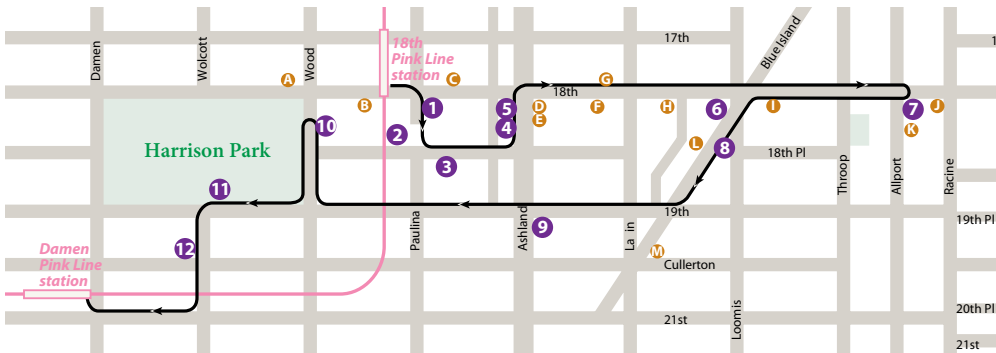 17th
1
Damen
Wolcott
Wood
18th
Pink Line
station
Blue Island
A
C
G
18th
B
1
5
D
F
H
6
I
7
J
2
4
E
K
10
Harrison Park
3
L
8
18th Pl
Throop
Allport
Racine
11
19th
Paulina
Ashland
9
La in
19th Pl
12
Damen
Pink Line
station
M
Cullerton
Loomis
20th Pl
21st
21st